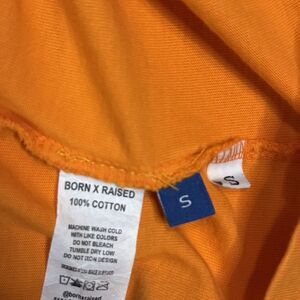 BORN X RAISED
100% COTTON
MACHINE WASH COLD
WITH LIKE COLORS
DO NOT BLEACH
TUMBLE DRY LOW
DO NOT IRON DESIGN
@bornxraised
S
S